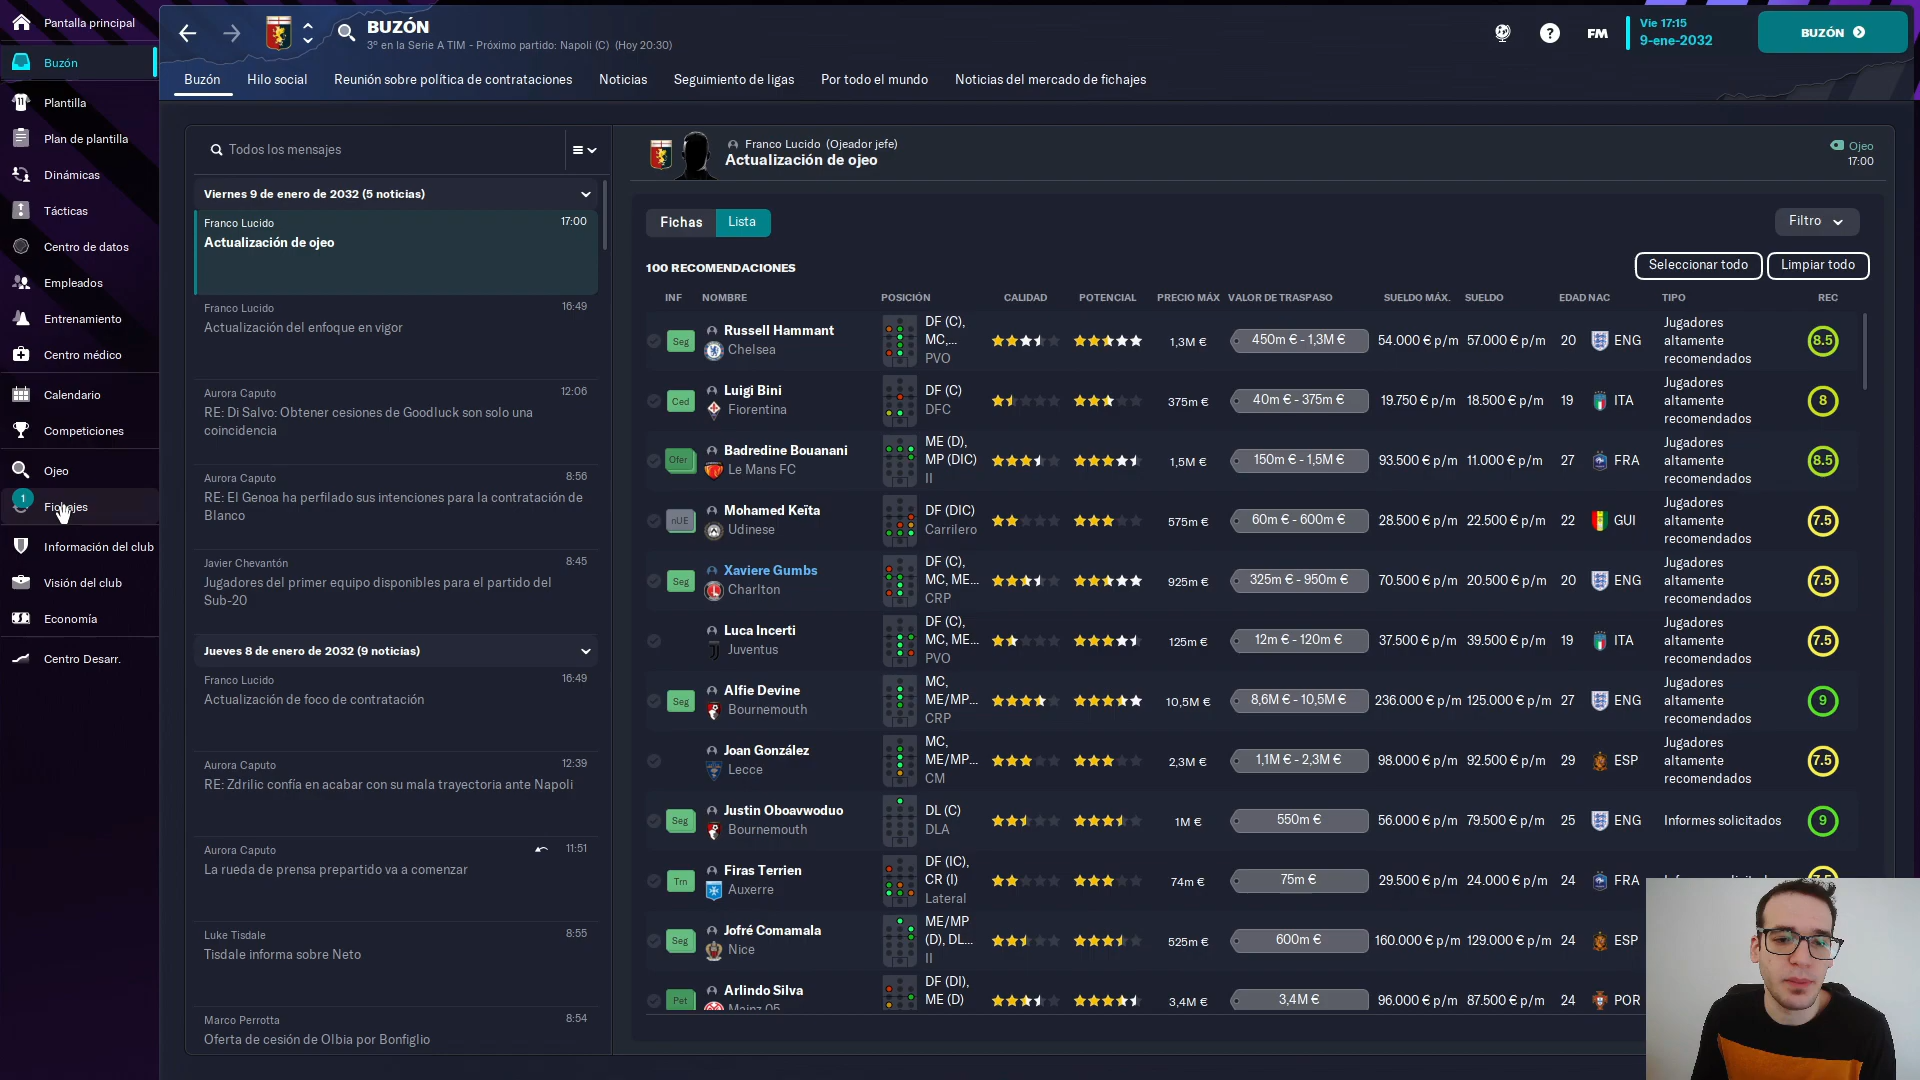 Pantalla principal
Buzón
Plantilla
Plan de plantilla
Dinámicas
Tácticas
Centro de datos
Empleados
Entrenamiento
Centro médico
Calendario
Competiciones
Ojeo
1
Fichajes
Información del club
Visión del club
Economía
Centro Desarr.
BUZÓN
3º en la Serie A TIM - Próximo partido: Napoli (C) (Hoy 20:30)
FM
Vie 17:15
9-ene-2032
BUZÓN
Buzón
Hilo social
Reunión sobre política de contrataciones
Noticias
Seguimiento de ligas
Por todo el mundo
Noticias del mercado de fichajes
Todos los mensajes
Viernes 9 de enero de 2032 (5 noticias)
Franco Lucido 17:00
Actualización de ojeo
Franco Lucido 16:49
Actualización del enfoque en vigor
Aurora Caputo 12:06
RE: Di Salvo: Obtener cesiones de Goodluck son solo una
coincidencia
Aurora Caputo 8:56
RE: El Genoa ha perfilado sus intenciones para la contratación de
Blanco
Javier Chevantón 8:45
Jugadores del primer equipo disponibles para el partido del
Sub-20
Jueves 8 de enero de 2032 (9 noticias)
Franco Lucido 16:49
Actualización de foco de contratación
Aurora Caputo 12:39
RE: Zdrilic confía en acabar con su mala trayectoria ante Napoli
Aurora Caputo 11:51
La rueda de prensa prepartido va a comenzar
Luke Tisdale 8:55
Tisdale informa sobre Neto
Marco Perrotta 8:54
Oferta de cesión de Olbia por Bonfiglio
Franco Lucido (Ojeador jefe)
Actualización de ojeo
Ojeo
17:00
Fichas
Lista
Filtro
100 RECOMENDACIONES
Seleccionar todo
Limpiar todo
INF NOMBRE POSICIÓN CALIDAD POTENCIAL PRECIO MÁX VALOR DE TRASPASO SUELDO MÁX. SUELDO EDAD NAC TIPO REC
Seg Russell Hammant Chelsea DF (C), MC,... PVO 1,3M € 450m € - 1,3M € 54.000 € p/m 57.000 € p/m 20 ENG Jugadores altamente recomendados 8.5
Ced Luigi Bini Fiorentina DF (C) DFC 375m € 40m € - 375m € 19.750 € p/m 18.500 € p/m 19 ITA Jugadores altamente recomendados 8
Ofer Badredine Bouanani Le Mans FC ME (D), MP (DIC) II 1,5M € 150m € - 1,5M € 93.500 € p/m 11.000 € p/m 27 FRA Jugadores altamente recomendados 8.5
nUE Mohamed Keïta Udinese DF (DIC) Carrilero 575m € 60m € - 600m € 28.500 € p/m 22.500 € p/m 22 GUI Jugadores altamente recomendados 7.5
Seg Xaviere Gumbs Charlton DF (C), MC, ME... CRP 925m € 325m € - 950m € 70.500 € p/m 20.500 € p/m 20 ENG Jugadores altamente recomendados 7.5
Luca Incerti Juventus DF (C), MC, ME... PVO 125m € 12m € - 120m € 37.500 € p/m 39.500 € p/m 19 ITA Jugadores altamente recomendados 7.5
Seg Alfie Devine Bournemouth MC, ME/MP... CRP 10,5M € 8,6M € - 10,5M € 236.000 € p/m 125.000 € p/m 27 ENG Jugadores altamente recomendados 9
Joan González Lecce MC, ME/MP... CM 2,3M € 1,1M € - 2,3M € 98.000 € p/m 92.500 € p/m 29 ESP Jugadores altamente recomendados 7.5
Seg Justin Oboavwoduo Bournemouth DL (C) DLA 1M € 550m € 56.000 € p/m 79.500 € p/m 25 ENG Informes solicitados 9
Trn Firas Terrien Auxerre DF (IC), CR (I) Lateral 74m € 75m € 29.500 € p/m 24.000 € p/m 24 FRA
Seg Jofré Comamala Nice ME/MP (D), DL... II 525m € 600m € 160.000 € p/m 129.000 € p/m 24 ESP
Pet Arlindo Silva Mainz 05 DF (DI), ME (D) 3,4M € 3,4M € 96.000 € p/m 87.500 € p/m 24 POR